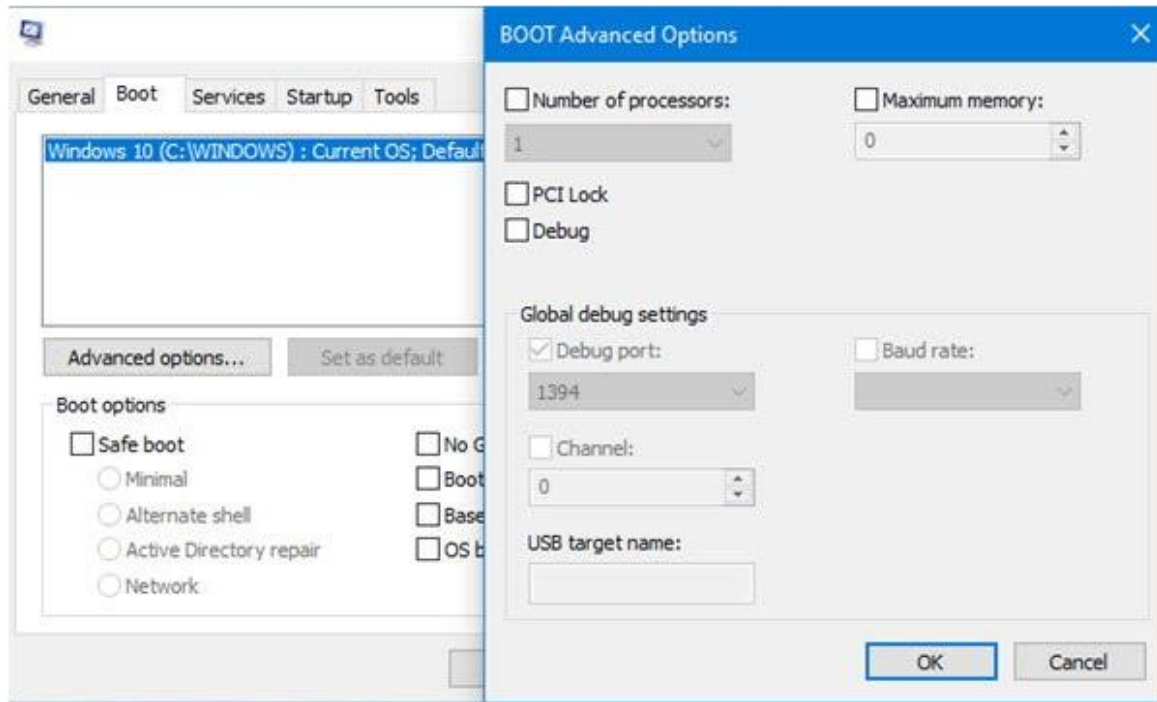 BOOT Advanced Options
General Boot Services Startup Tools
Windows 10 (C:\WINDOWS) : Current OS; Default
Advanced options... Set as default
Boot options
Safe boot No G
Minimal Boot
Alternate shell Base
Active Directory repair OS b
Network
Number of processors: Maximum memory:
1 0
PCI Lock
Debug
Global debug settings
Debug port: Baud rate:
1394
Channel:
0
USB target name:
OK Cancel